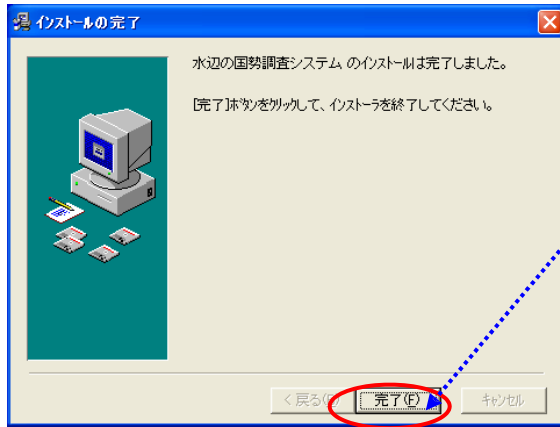 インストールの完了
水辺の国勢調査システム のインストールは完了しました。
[完了]ボタンをクリックして、インストーラを終了してください。
< 戻る(
完了(F)
キャンセル